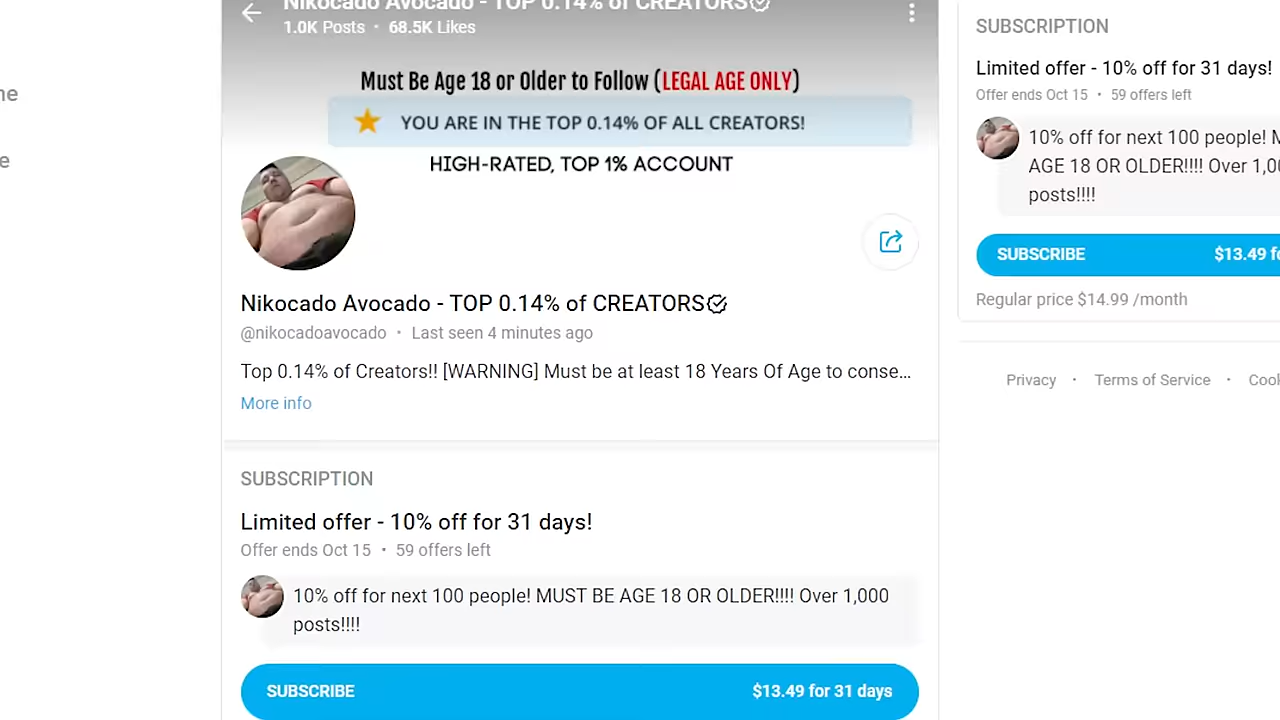 Nikocado Avocado - TOP 0.14% of CREATORS
1.0K Posts • 68.5K Likes
Must Be Age 18 or Older to Follow (LEGAL AGE ONLY)
YOU ARE IN THE TOP 0.14% OF ALL CREATORS!
HIGH-RATED, TOP 1% ACCOUNT
Nikocado Avocado - TOP 0.14% of CREATORS
@nikocadoavocado • Last seen 4 minutes ago
Top 0.14% of Creators!! [WARNING] Must be at least 18 Years Of Age to conse...
More info
SUBSCRIPTION
Limited offer - 10% off for 31 days!
Offer ends Oct 15 • 59 offers left
10% off for next 100 people! MUST BE AGE 18 OR OLDER!!!! Over 1,000
posts!!!!
SUBSCRIBE $13.49 for 31 days
SUBSCRIPTION
Limited offer - 10% off for 31 days!
Offer ends Oct 15 • 59 offers left
10% off for next 100 people!
AGE 18 OR OLDER!!!! Over
posts!!!!
SUBSCRIBE $13.49
Regular price $14.99 /month
Privacy · Terms of Service ·